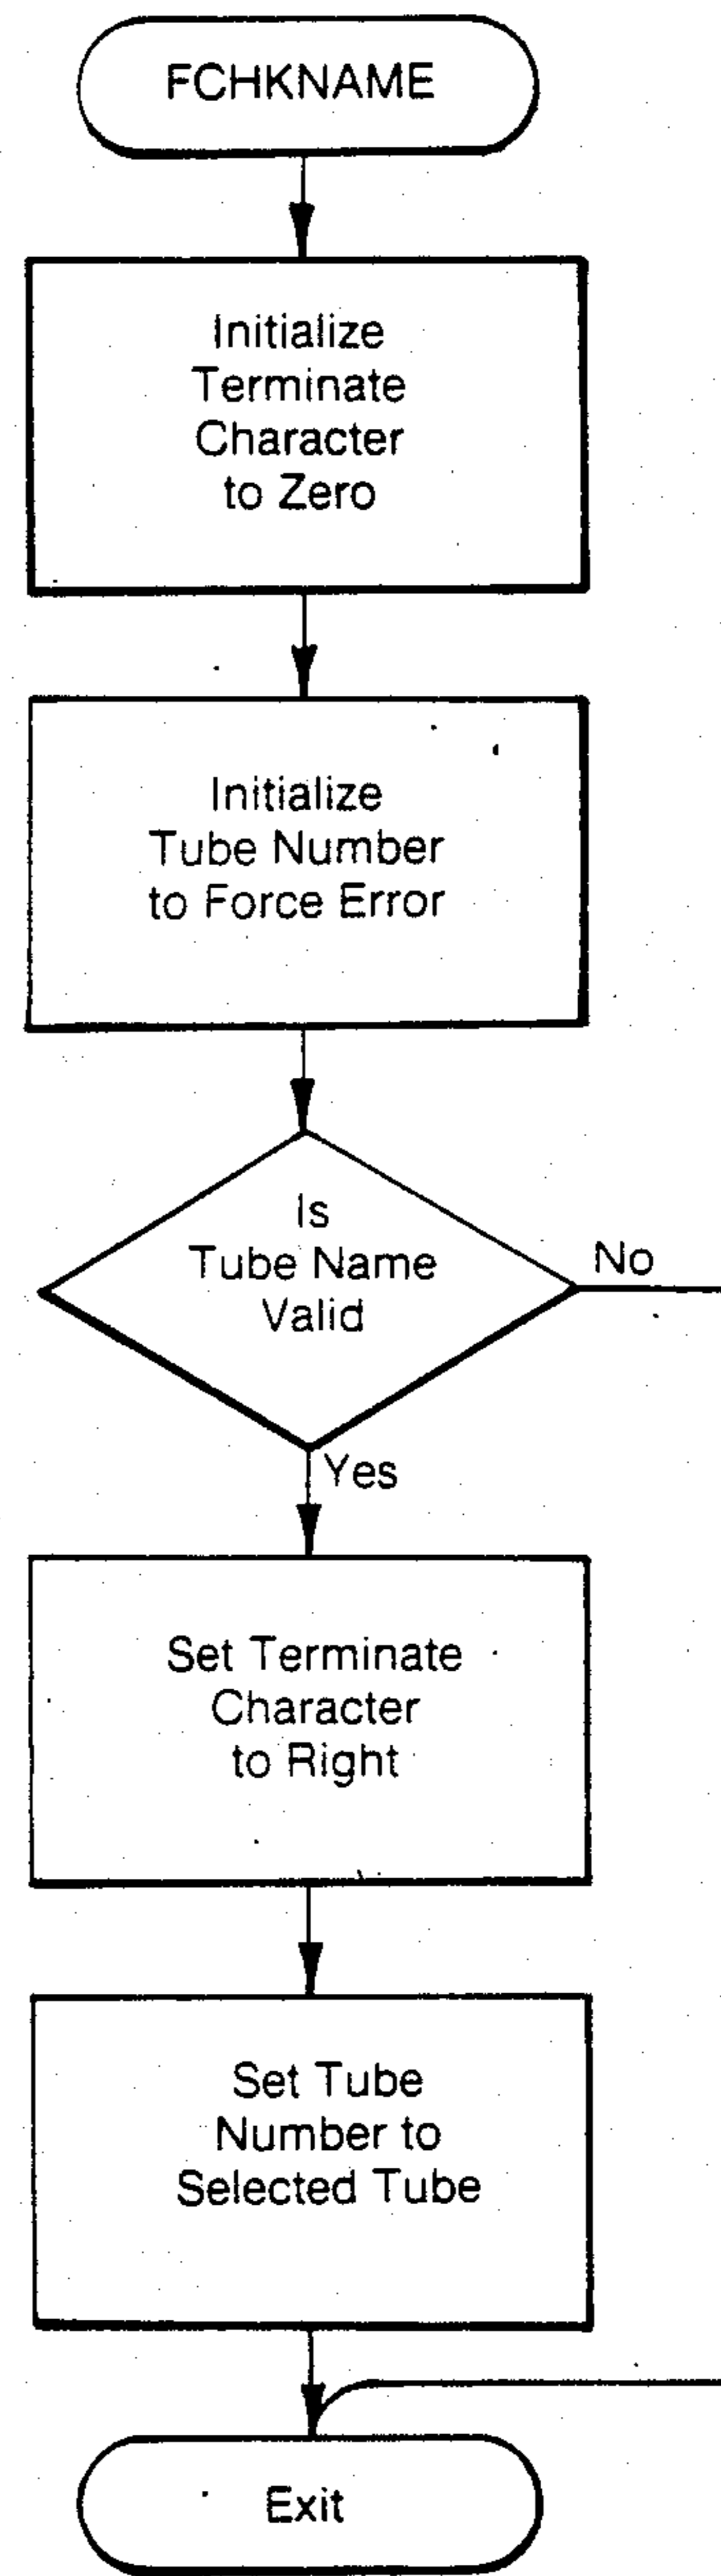 FCHKNAME
Initialize
Terminate
Character
to Zero
Initialize
Tube Number
to Force Error
Is
Tube Name
Valid
No
Yes
Set Terminate
Character
to Right
Set Tube
Number to
Selected Tube
Exit